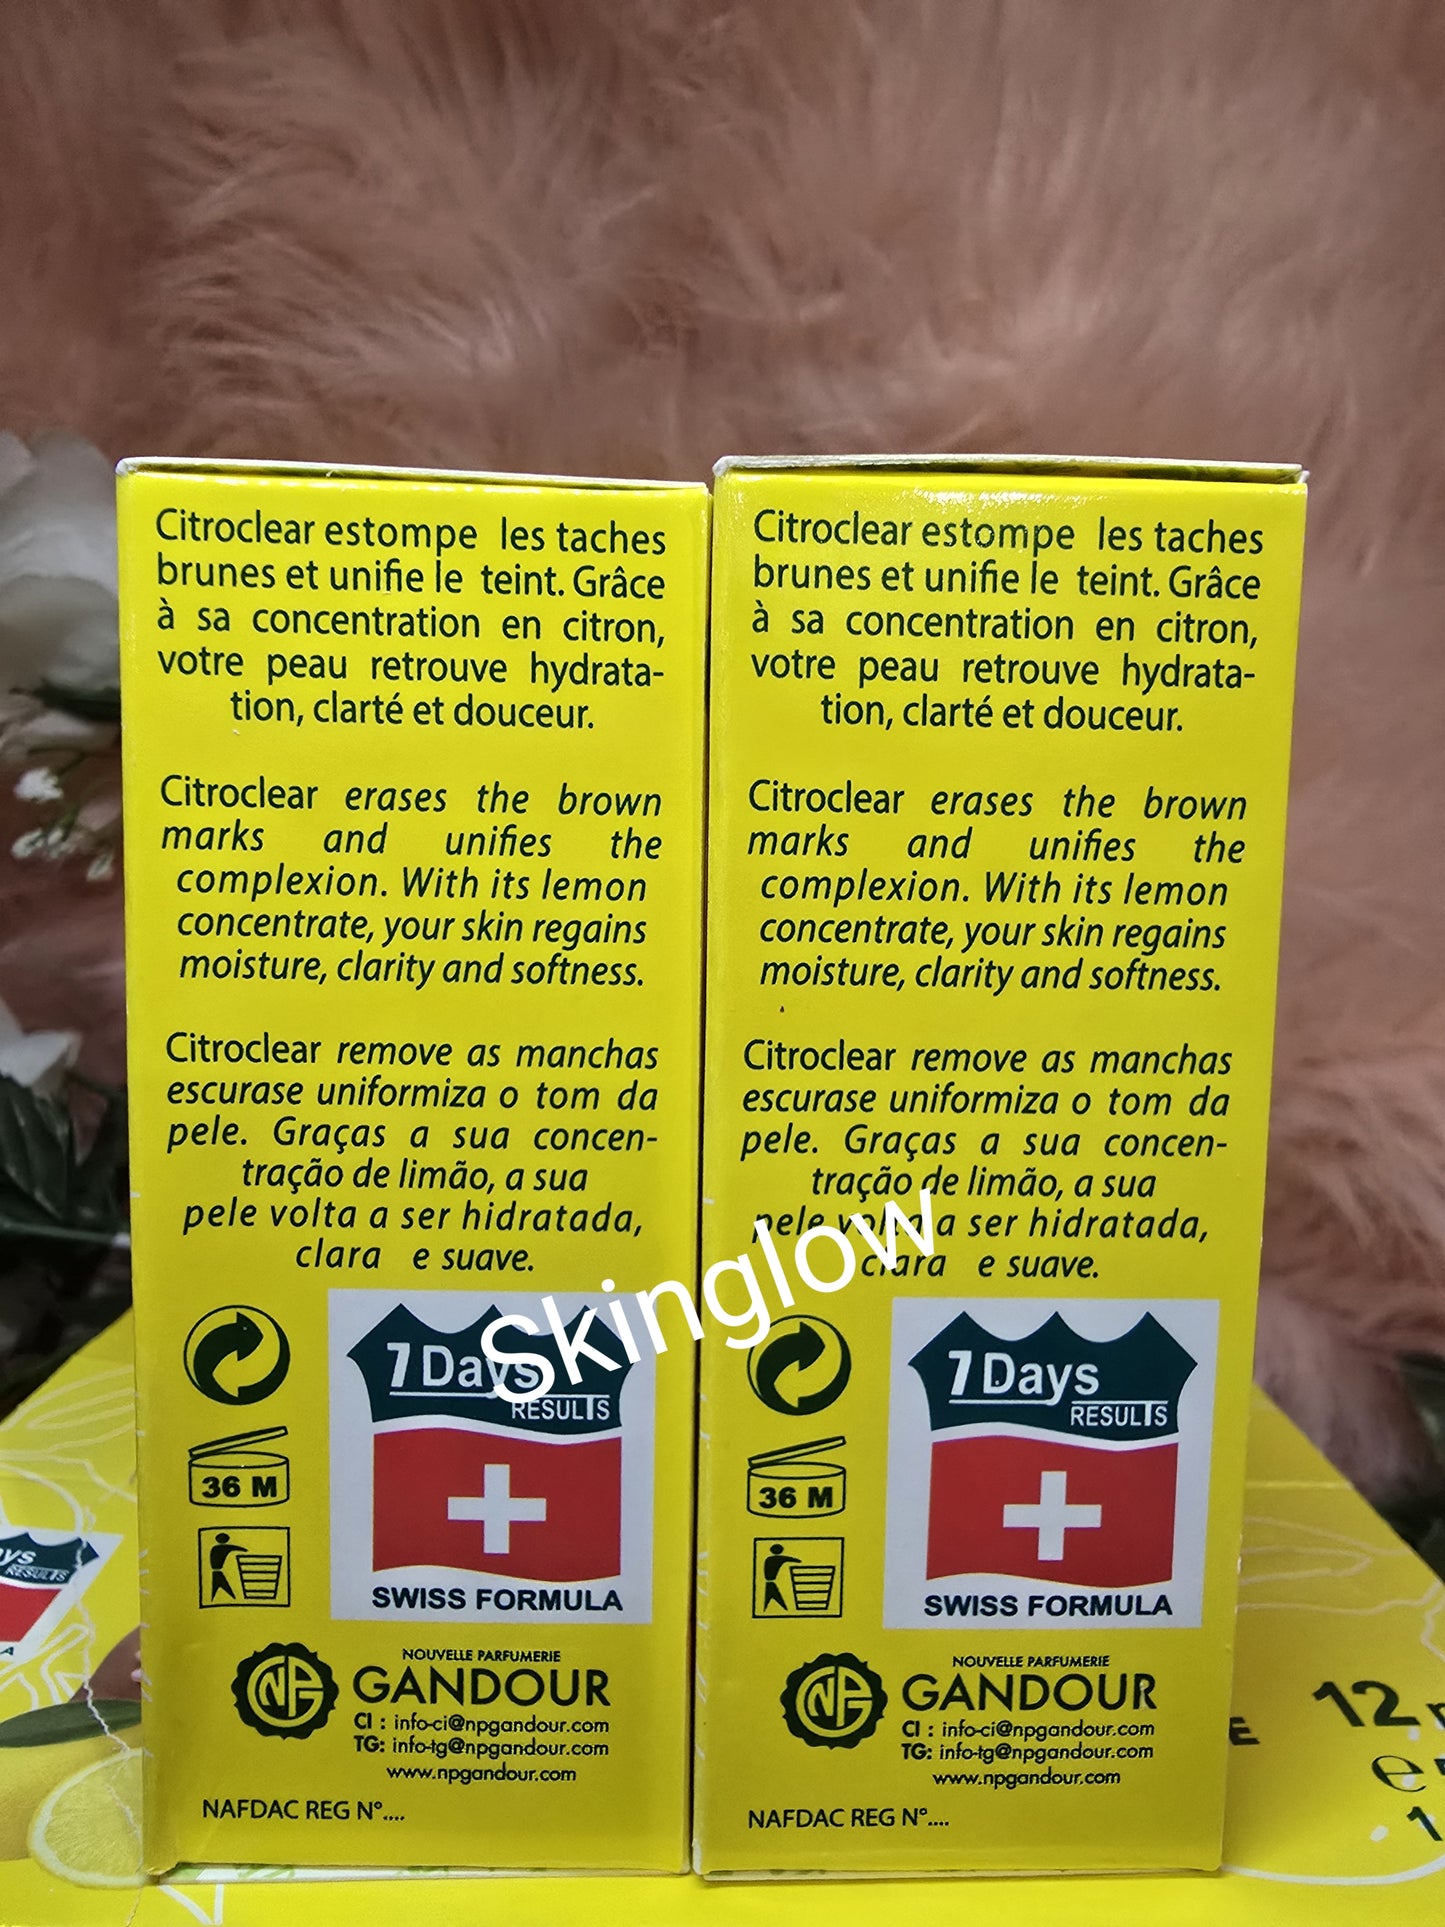 Citroclear estompe les taches
brunes et unifie le teint. Grâce
à sa concentration en citron,
votre peau retrouve hydrata-
tion, clarté et douceur.
Citroclear erases the brown
marks and unifies the
complexion. With its lemon
concentrate, your skin regains
moisture, clarity and softness.
Citroclear remove as manchas
escurase uniformiza o tom da
pele. Graças a sua concen-
tração de limão, a sua
pele volta a ser hidratada,
clara e suave.
7 Days
RESULTS
36 M
SWISS FORMULA
NOUVELLE PARFUMERIE
GANDOUR
CI : info-ci@npgandour.com
TG: info-tg@npgandour.com
www.npgandour.com
NAFDAC REG N°....
Citroclear estompe les taches
brunes et unifie le teint. Grâce
à sa concentration en citron,
votre peau retrouve hydrata-
tion, clarté et douceur.
Citroclear erases the brown
marks and unifies the
complexion. With its lemon
concentrate, your skin regains
moisture, clarity and softness.
Citroclear remove as manchas
escurase uniformiza o tom da
pele. Graças a sua concen-
tração de limão, a sua
pele volta a ser hidratada,
clara e suave.
7 Days
RESULTS
36 M
SWISS FORMULA
NOUVELLE PARFUMERIE
GANDOUR
CI : info-ci@npgandour.com
TG: info-tg@npgandour.com
www.npgandour.com
NAFDAC REG N°....
Skinglow
RESULTS
12